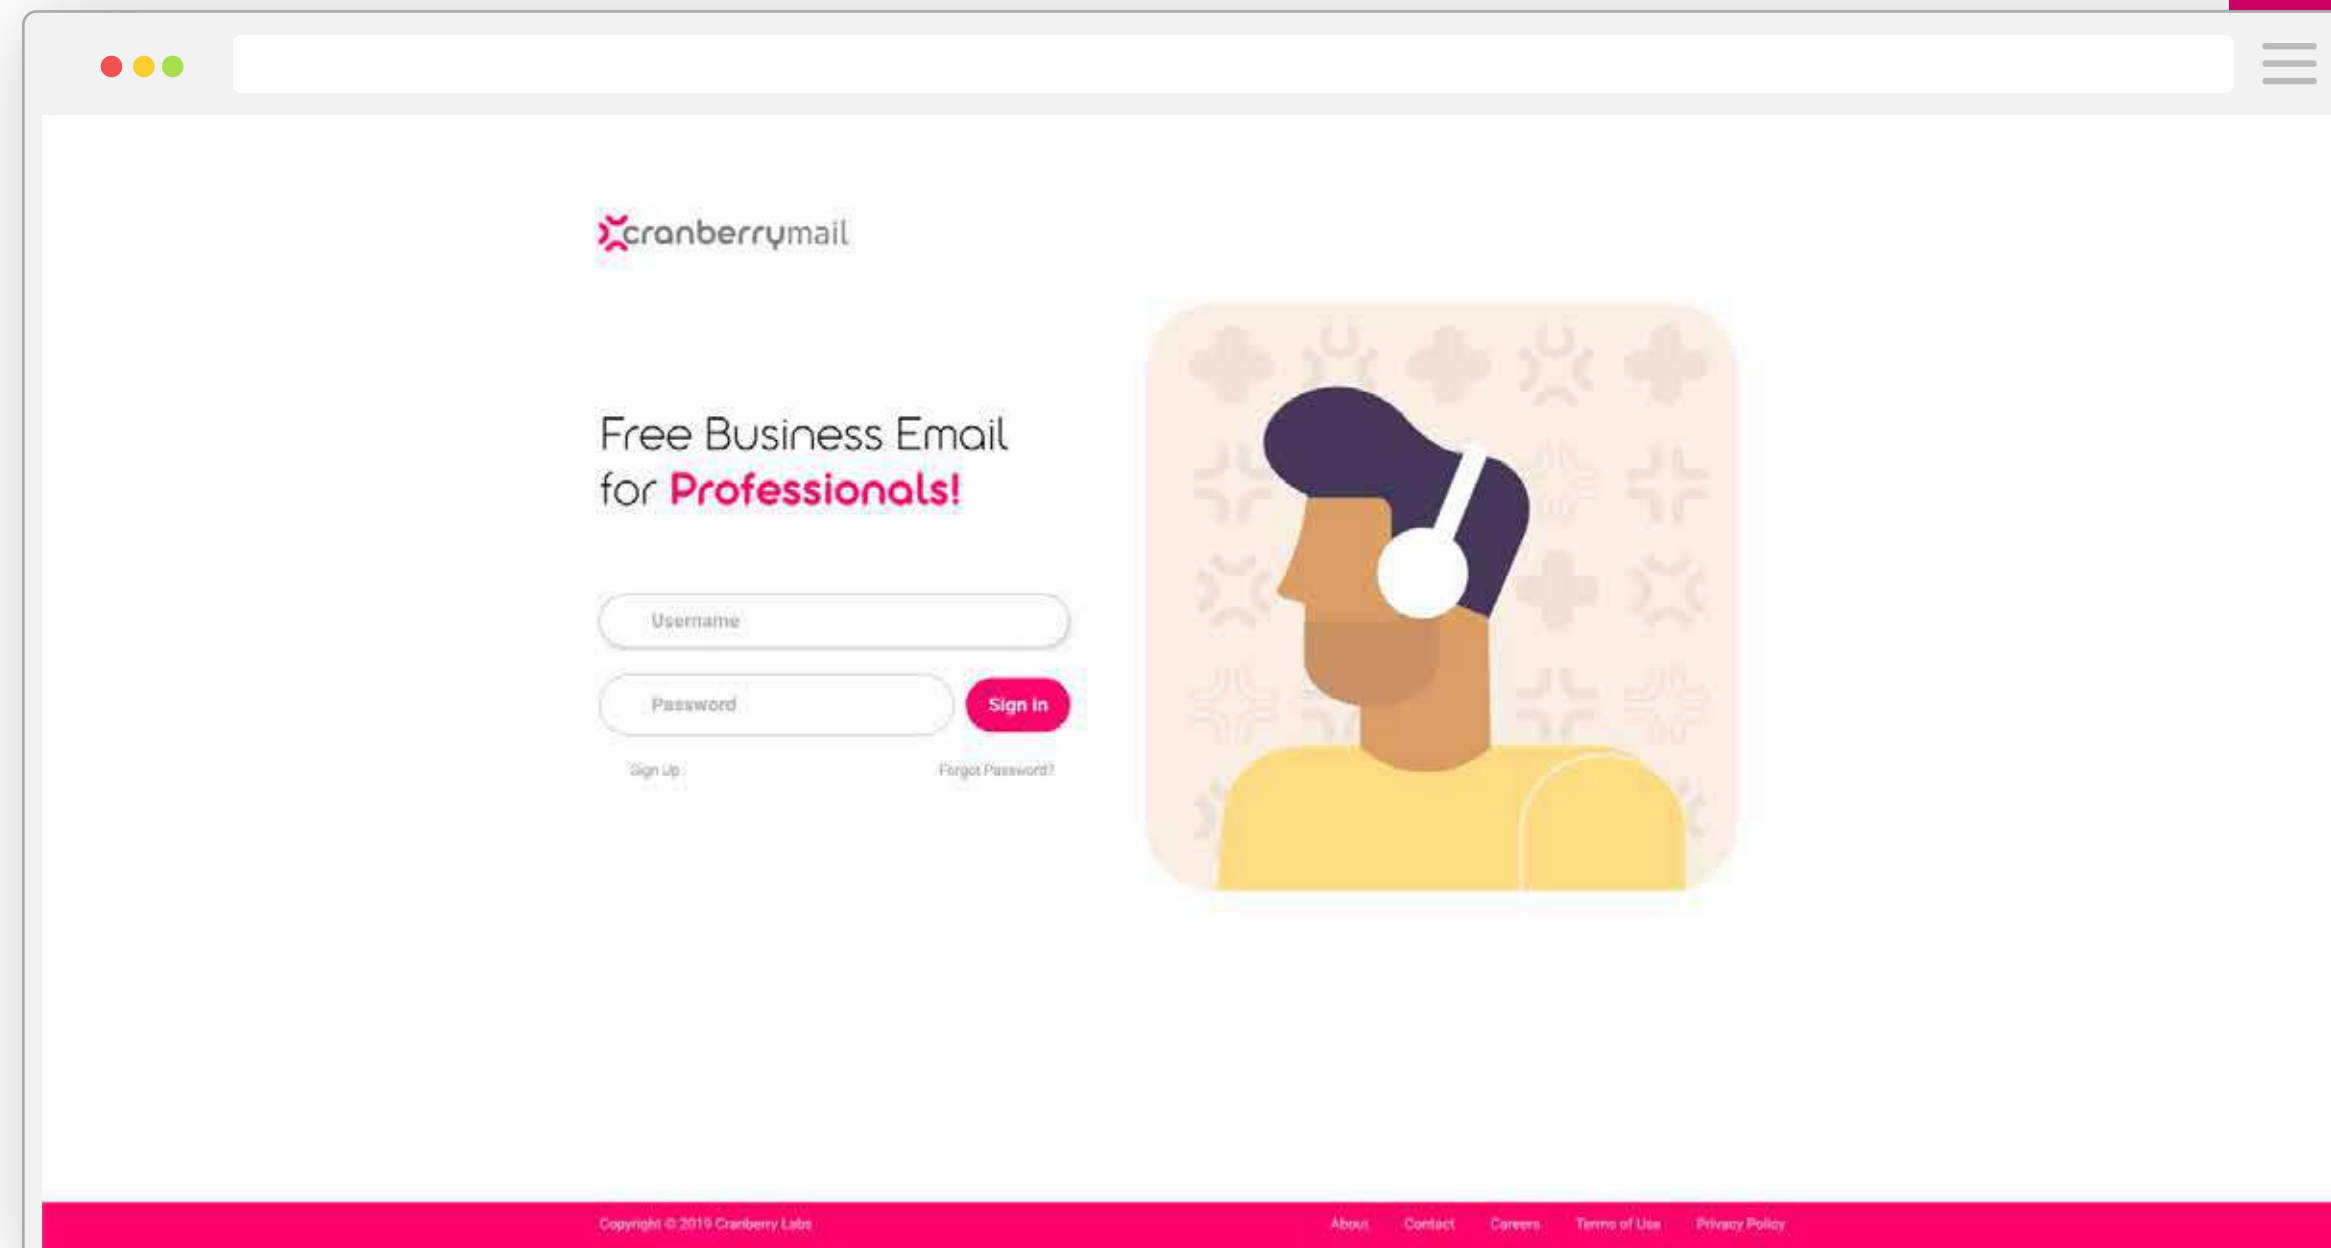 cranberrymail
Free Business Email
for Professionals!
Username
Password
Sign in
Sign Up
Forgot Password?
Copyright © 2019 Cranberry Labs
About Contact Careers Terms of Use Privacy Policy